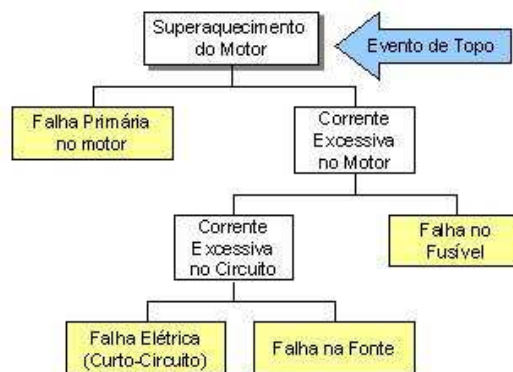 Superaquecimento
do Motor
Evento de Topo
Falha Primária
no motor
Corrente
Excessiva
no Motor
Corrente
Excessiva
no Circuito
Falha no
Fusível
Falha Elétrica
(Curto-Circuito)
Falha na Fonte